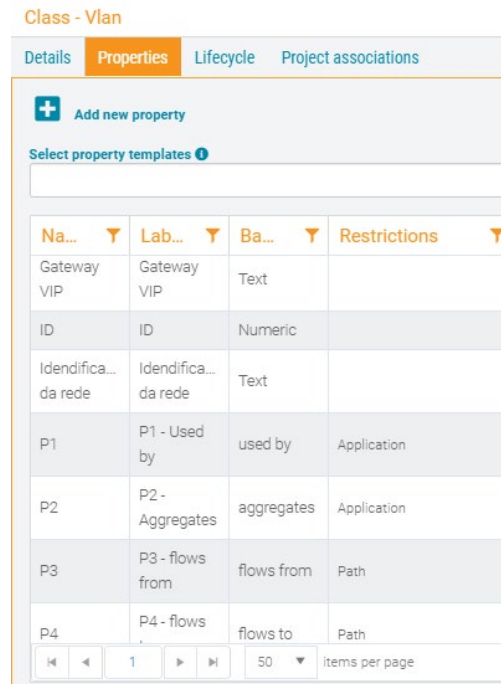 Class - Vlan
Details Properties Lifecycle Project associations
Add new property
Select property templates
Na... Lab... Ba... Restrictions
Gateway VIP Gateway VIP Text
ID ID Numeric
Idenfifica... da rede Idenfifica... da rede Text
P1 P1 - Used by used by Application
P2 P2 - Aggregates aggregates Application
P3 P3 - flows from flows from Path
P4 P4 - flows flows to Path
1 50 items per page